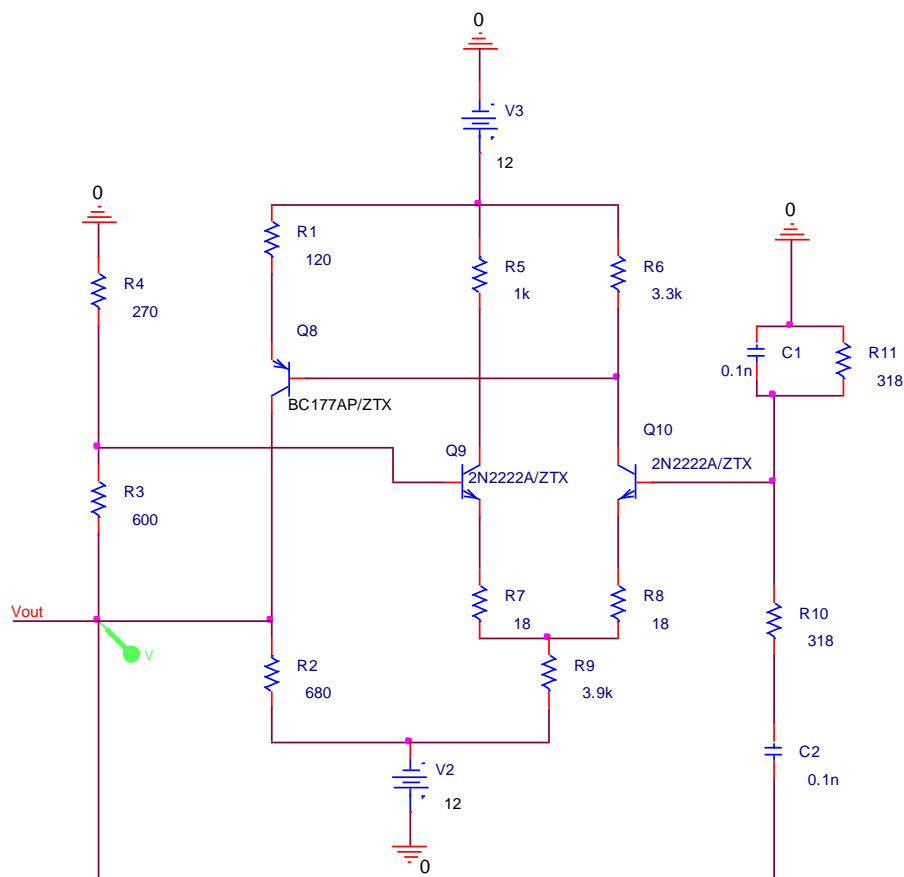 0
V3
12
0
0
R1
120
R5
1k
R6
3.3k
R4
270
Q8
C1
0.1n
R11
318
BC177AP/ZTX
Q10
Q9
2N2222A/ZTX
2N2222A/ZTX
R3
600
R7
18
R8
18
Vout
V
R10
318
R2
680
R9
3.9k
C2
0.1n
V2
12
0